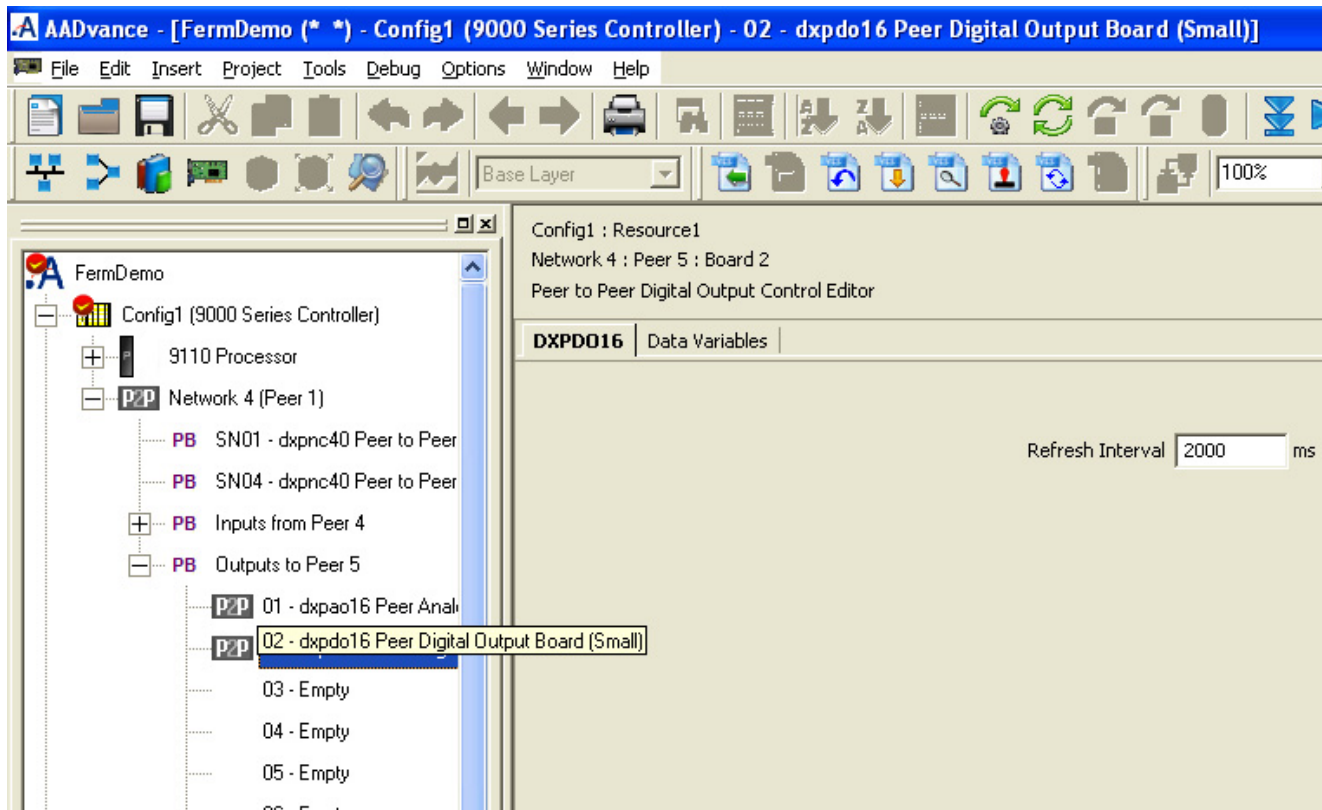 AADvance - [FermDemo (* *) - Config1 (9000 Series Controller) - 02 - dxpdo16 Peer Digital Output Board (Small)]
File Edit Insert Project Tools Debug Options Window Help
Base Layer
100%
FermDemo
Config1 (9000 Series Controller)
9110 Processor
P2P Network 4 (Peer 1)
PB SN01 - dxpnc40 Peer to Peer
PB SN04 - dxpnc40 Peer to Peer
PB Inputs from Peer 4
PB Outputs to Peer 5
P2P 01 - dxpao16 Peer Anal
P2P 02 - dxpdo16 Peer Digital Output Board (Small)
03 - Empty
04 - Empty
05 - Empty
Config1 : Resource1
Network 4 : Peer 5 : Board 2
Peer to Peer Digital Output Control Editor
DXPDO16 Data Variables
Refresh Interval 2000 ms